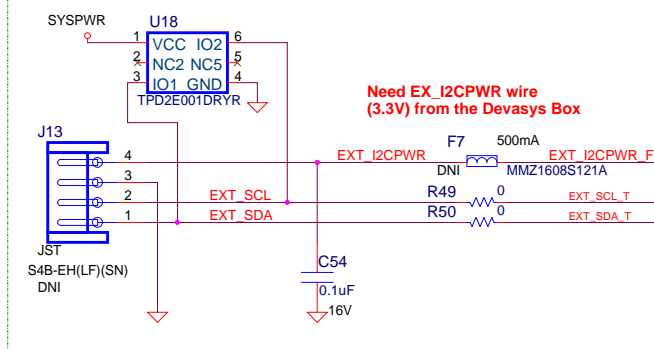 SYSPWR
U18
1 VCC IO2 6
2 NC2 NC5 5
3 IO1 GND 4
TPD2E001DRYR
Need EX_I2CPWR wire
(3.3V) from the Devasys Box
J13
F7 500mA
4 EXT_I2CPWR EXT_I2CPWR_F
DNI MMZ1608S121A
3
2 EXT_SCL R49 0 EXT_SCL_T
1 EXT_SDA R50 0 EXT_SDA_T
JST
S4B-EH(LF)(SN)
DNI
C54
0.1uF
16V